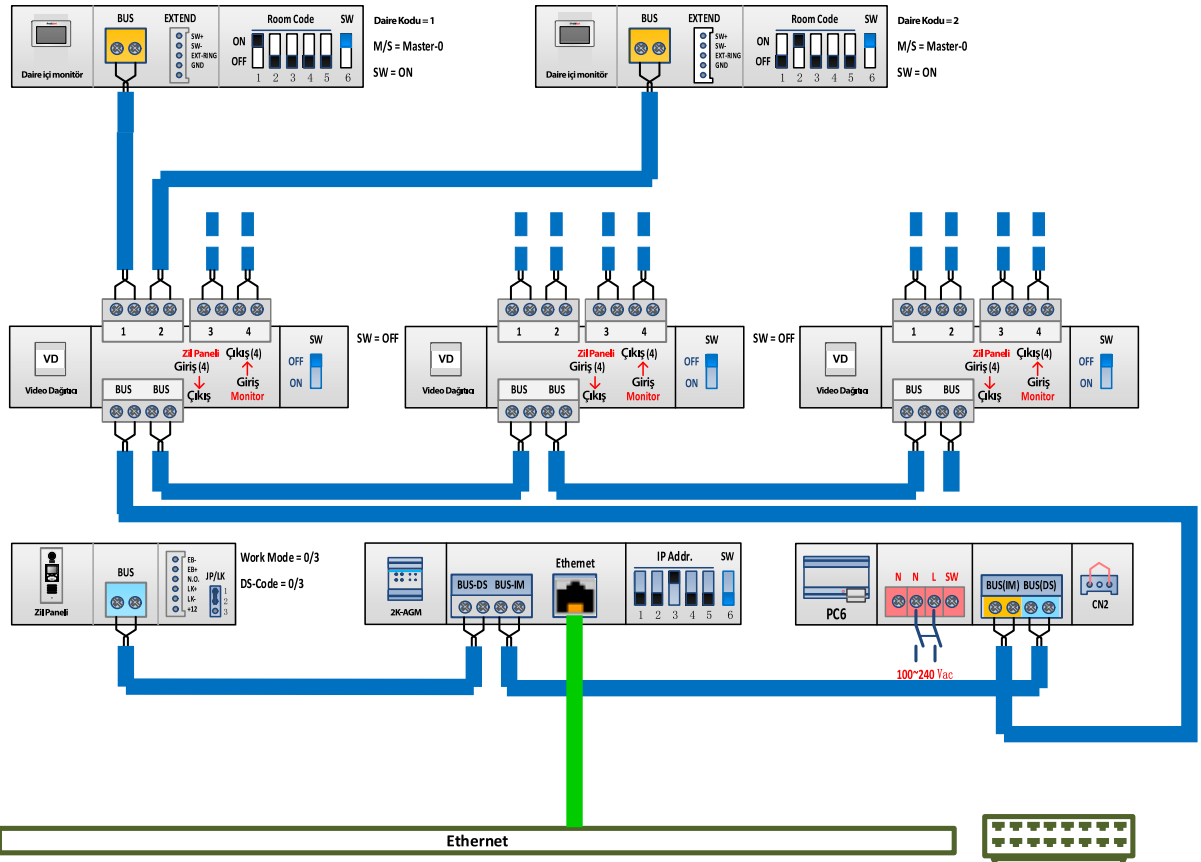 BUS EXTEND Room Code SW
SW+
SW-
EXT-RING
GND
ON
OFF
1 2 3 4 5 6
Daire içi monitör
Daire Kodu = 1
M/S = Master-0
SW = ON
BUS EXTEND Room Code SW
SW+
SW-
EXT-RING
GND
ON
OFF
1 2 3 4 5 6
Daire içi monitör
Daire Kodu = 2
M/S = Master-0
SW = ON
1 2 3 4
VD
Video Dağıtıcı
Zil Paneli
Giriş (4)
Çıkış
Çıkış (4)
Giriş
Monitor
BUS BUS
SW
OFF
ON
SW = OFF
1 2 3 4
VD
Video Dağıtıcı
Zil Paneli
Giriş (4)
Çıkış
Çıkış (4)
Giriş
Monitor
BUS BUS
SW
OFF
ON
SW = OFF
1 2 3 4
VD
Video Dağıtıcı
Zil Paneli
Giriş (4)
Çıkış
Çıkış (4)
Giriş
Monitor
BUS BUS
SW
OFF
ON
Zil Paneli
BUS
EB-
EB+
N.O.
LK+
LK-
+12
JP/LK
1
2
3
Work Mode = 0/3
DS-Code = 0/3
2K-AGM
BUS-DS BUS-IM
Ethernet
IP Addr. SW
1 2 3 4 5 6
PC6
N N L SW
100~240 Vac
BUS(IM) BUS(DS)
CN2
Ethernet